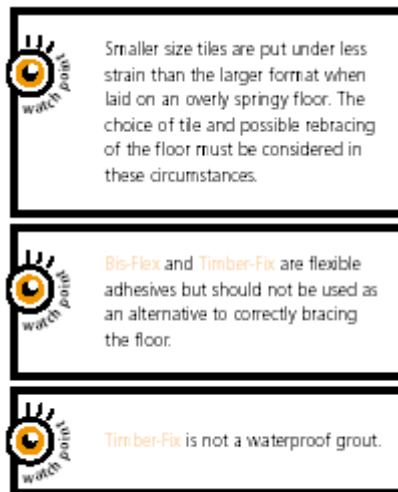 watch point
Smaller size tiles are put under less
strain than the larger format when
laid on an overly springy floor. The
choice of tile and possible rebracing
of the floor must be considered in
these circumstances.
watch point
Bis-Flex and Timber-Fix are flexible
adhesives but should not be used as
an alternative to correctly bracing
the floor.
watch point
Timber-Fix is not a waterproof grout.